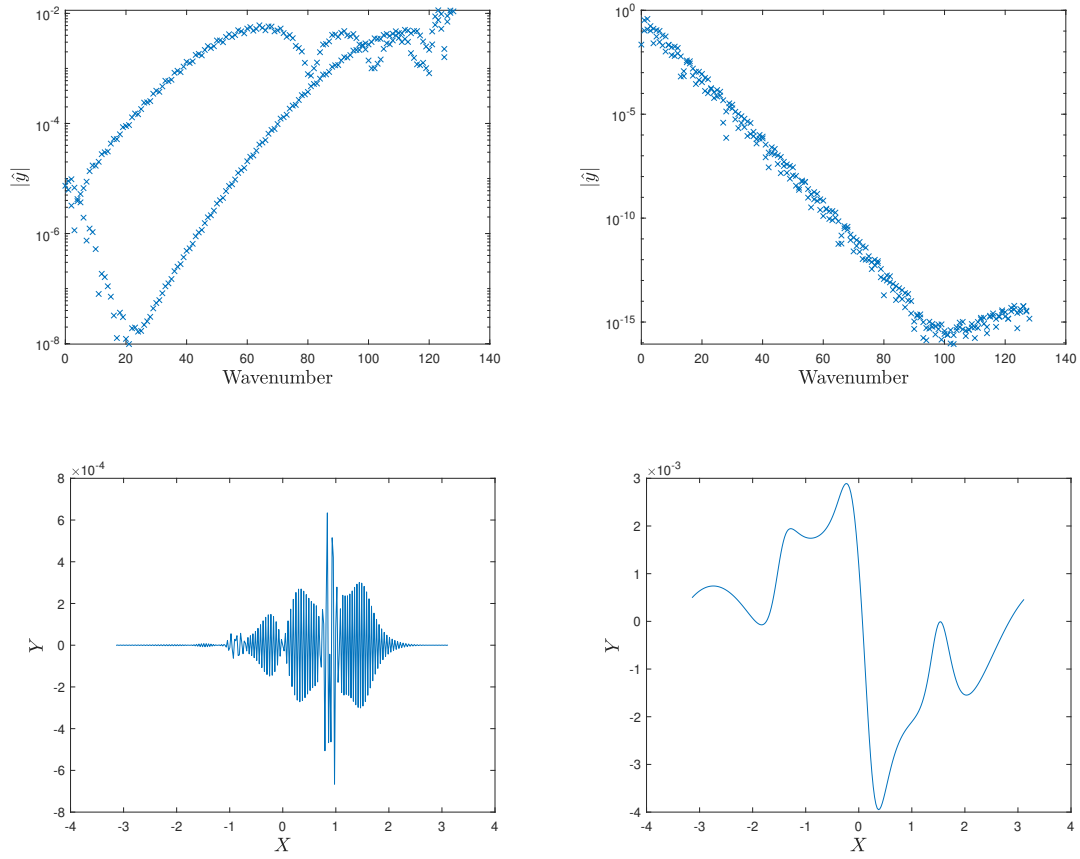 10^{-2}
10^{-4}
10^{-6}
10^{-8}
|ŷ|
0 20 40 60 80 100 120 140
Wavenumber
10^{0}
10^{-5}
10^{-10}
10^{-15}
|ŷ|
0 20 40 60 80 100 120 140
Wavenumber
×10^{-4}
8
6
4
2
0
-2
-4
-6
-8
Y
-4 -3 -2 -1 0 1 2 3 4
X
×10^{-3}
3
2
1
0
-1
-2
-3
-4
Y
-4 -3 -2 -1 0 1 2 3 4
X